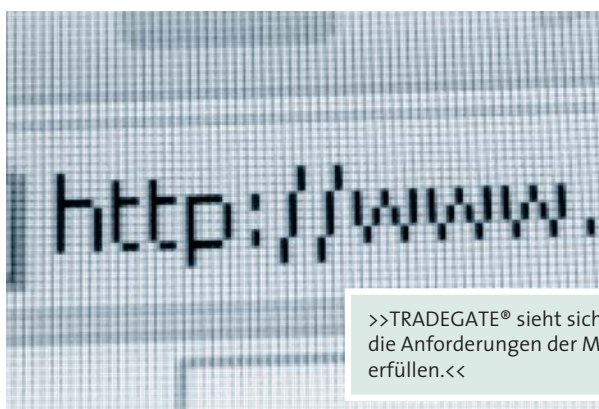 http://www.
>>TRADEGATE® sieht sich
die Anforderungen der M
erfüllen.<<